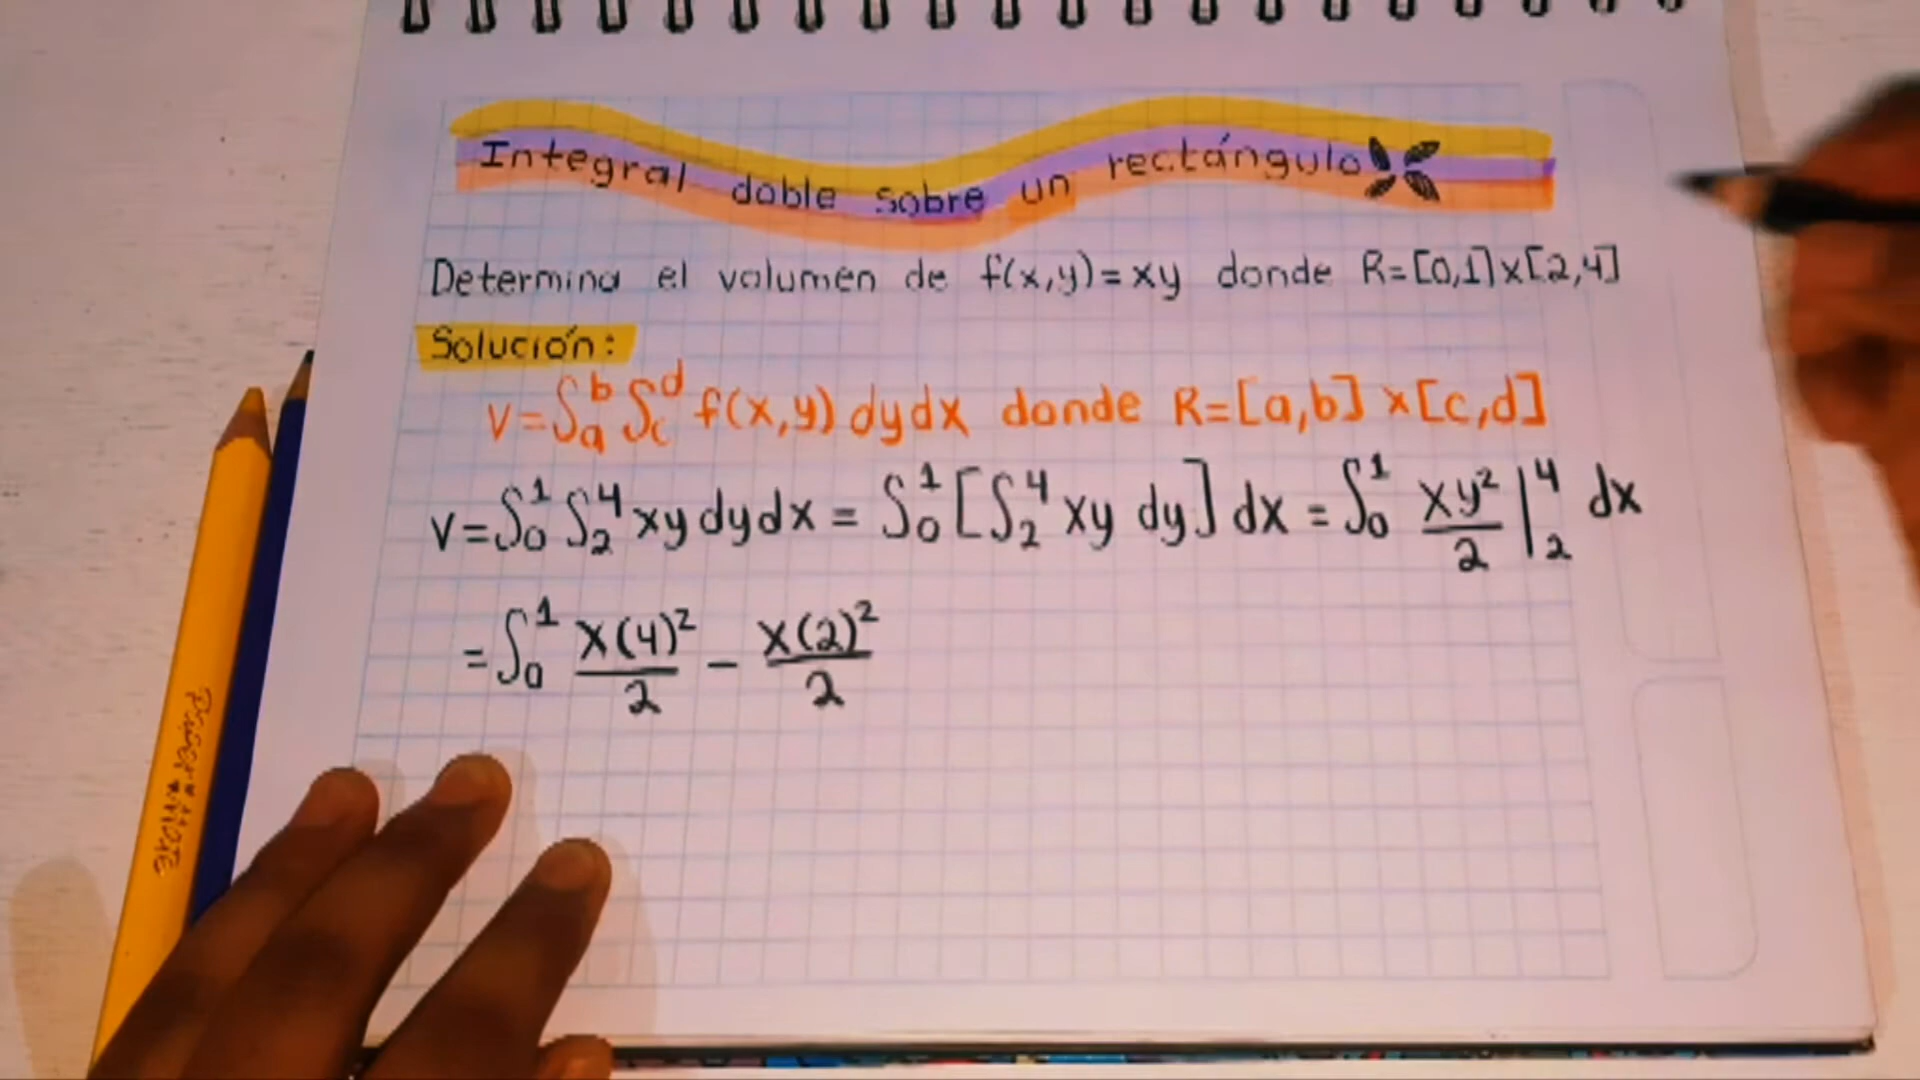 Integral doble sobre un rectángulo
Determina el volumen de f(x,y)=xy donde R=[0,1]x[2,4]
Solución:
V=∫_a^b ∫_c^d f(x,y) dydx donde R=[a,b]x[c,d]
V=∫_0^1 ∫_2^4 xy dydx = ∫_0^1 [∫_2^4 xy dy] dx = ∫_0^1 xy²/2 |_2^4 dx
=∫_0^1 x(4)²/2 - x(2)²/2